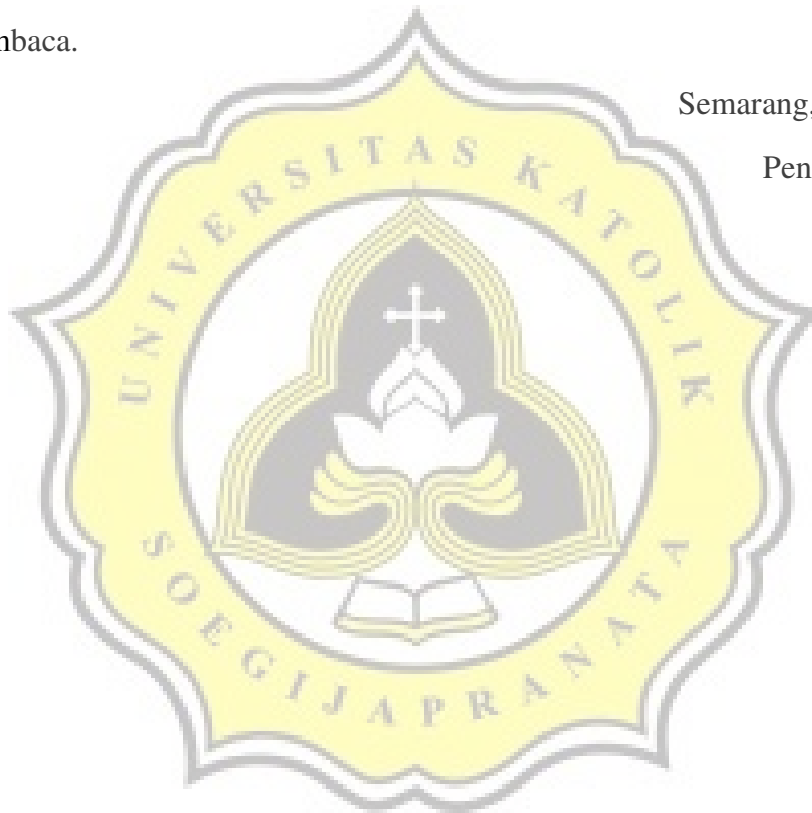 mbaca.
Semarang,
Pen
UNIVERSITAS KATOLIK
SOEGIJAPRANATA